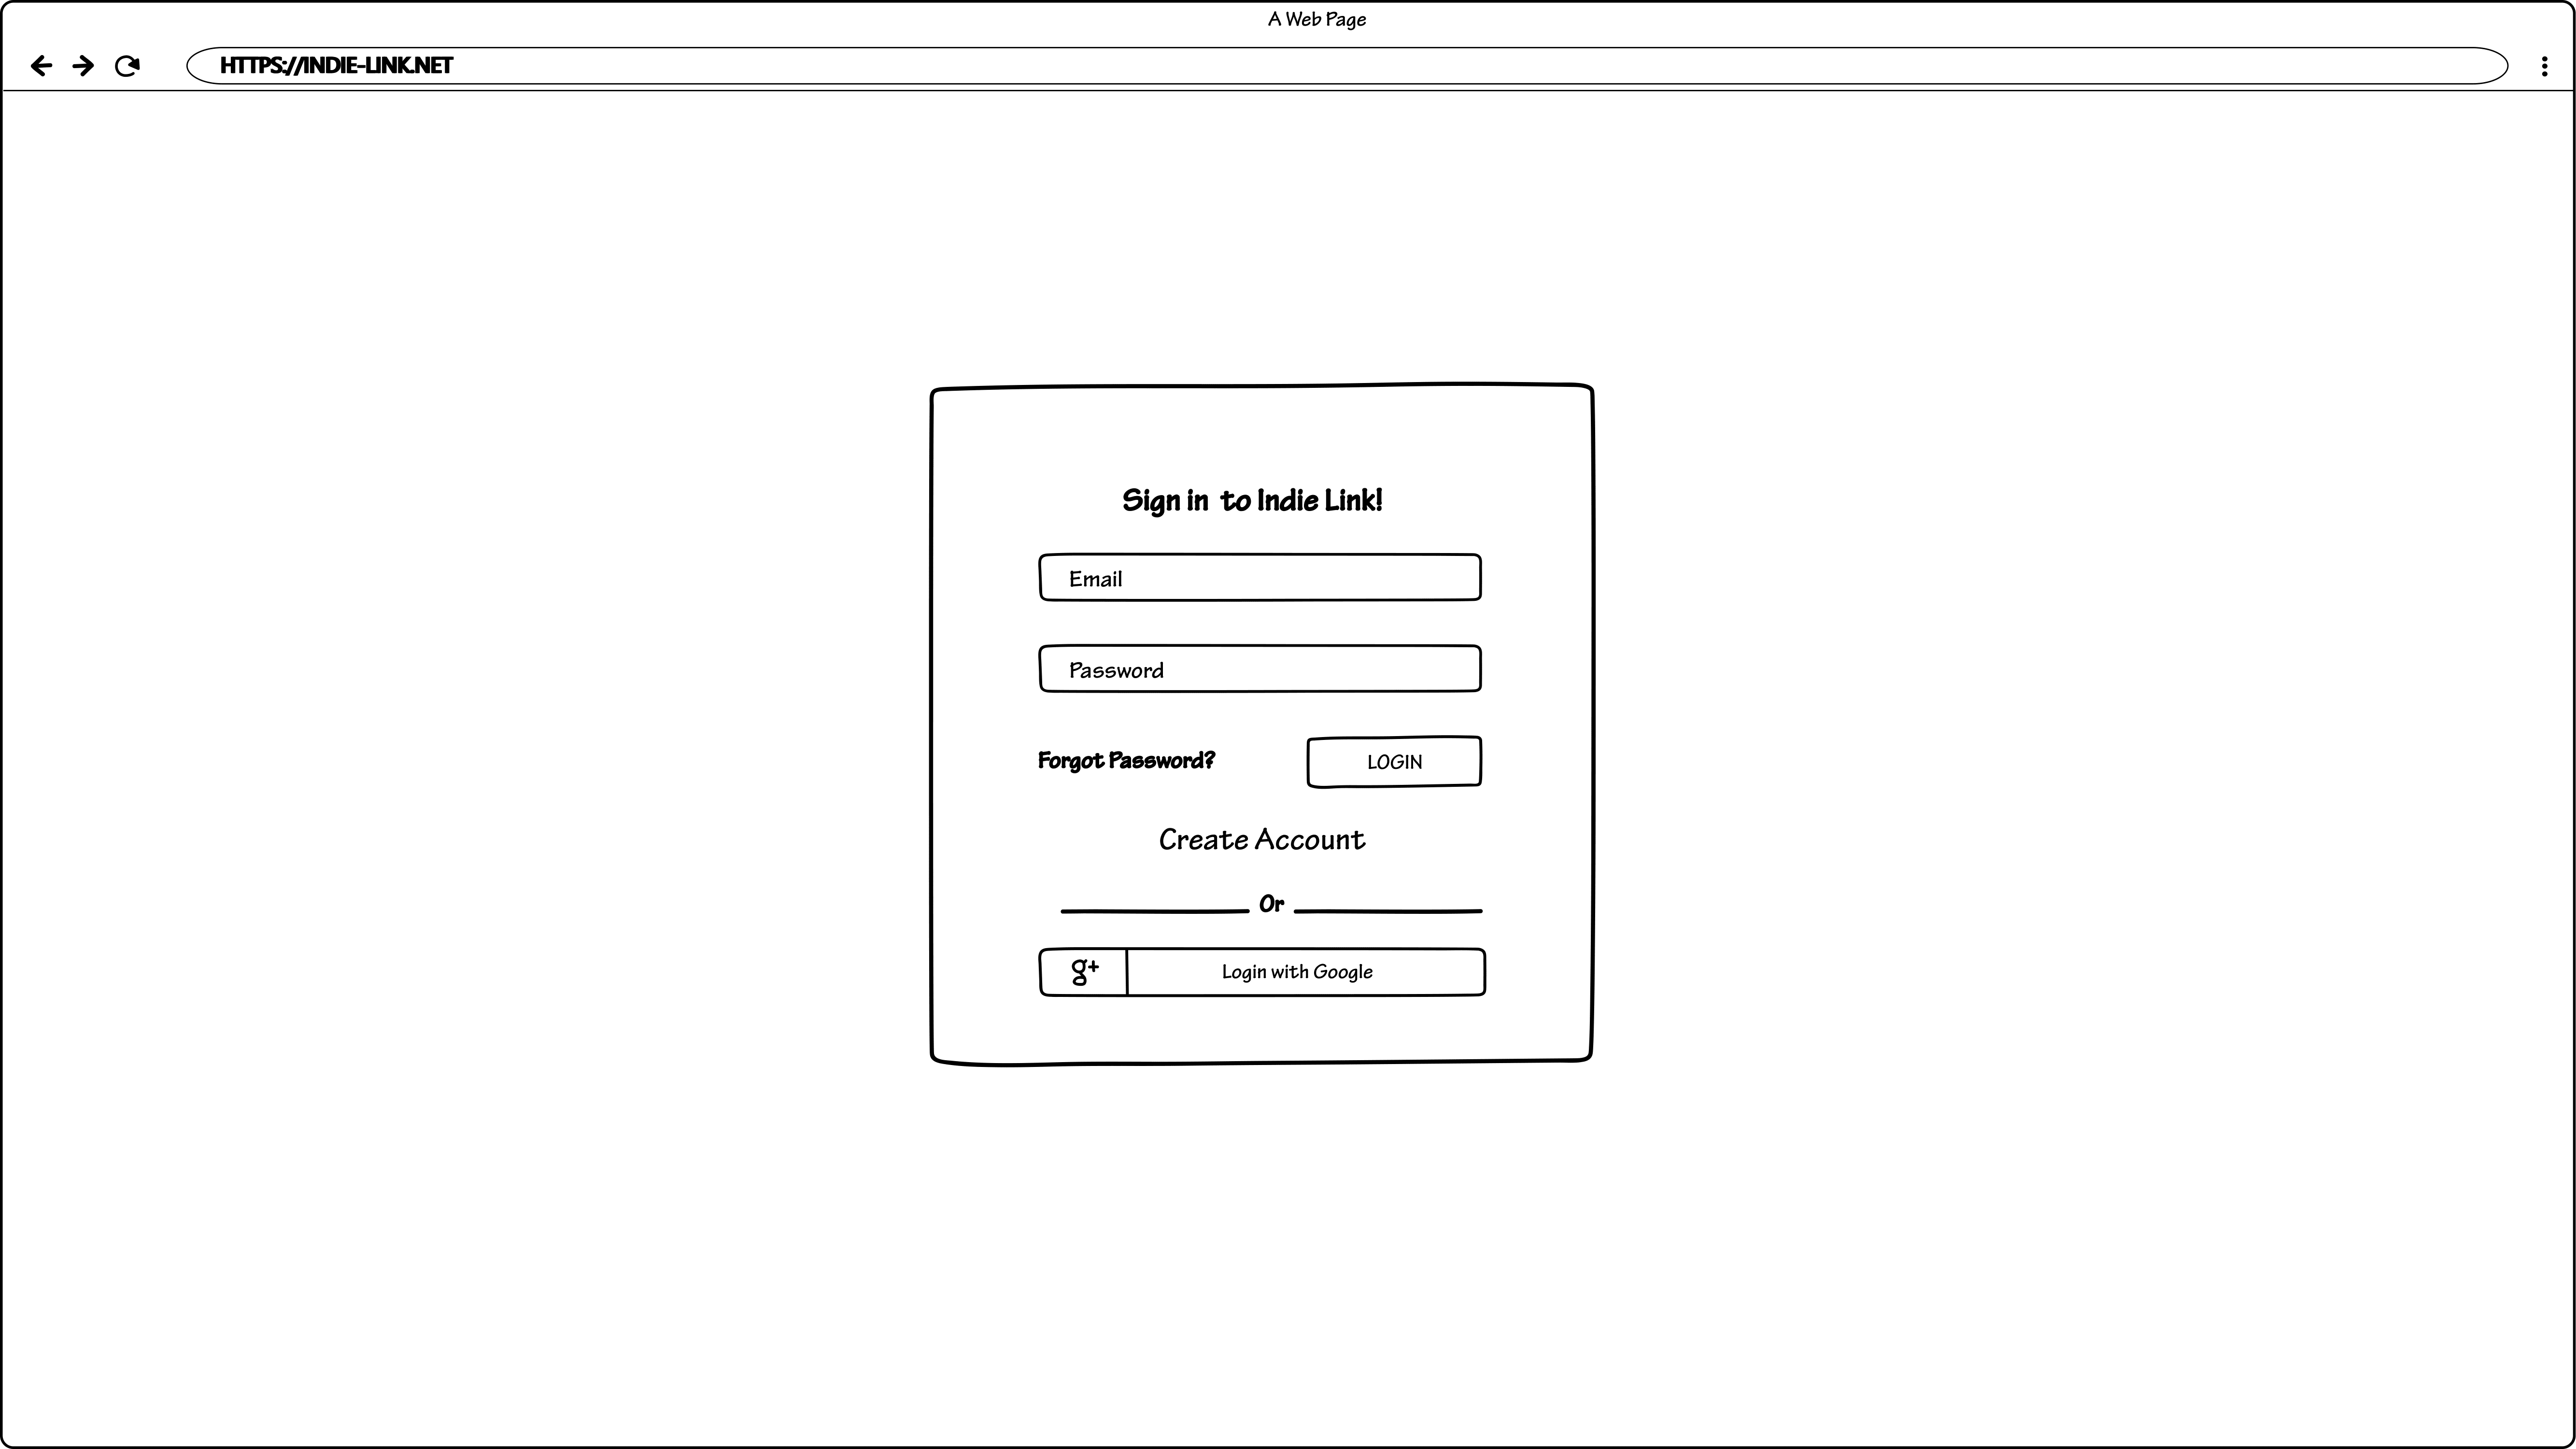 A Web Page
HTTPS://INDIE-LINK.NET
Sign in to Indie Link!
Email
Password
Forgot Password?
LOGIN
Create Account
Or
g+
Login with Google